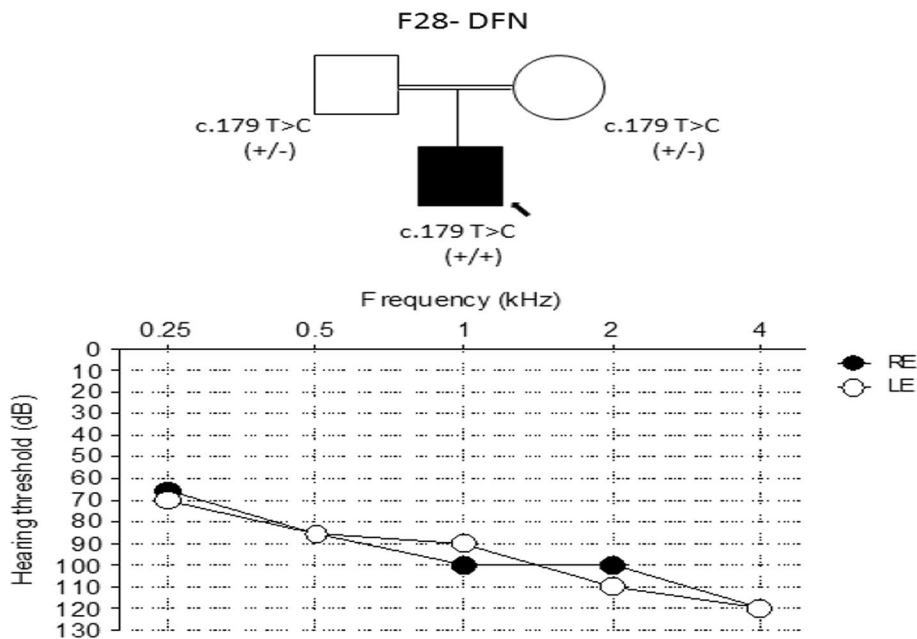 F28- DFN
c.179 T>C
(+/-)
c.179 T>C
(+/-)
c.179 T>C
(+/+)
Frequency (kHz)
0.25 0.5 1 2 4
Hearing threshold (dB)
0
10
20
30
40
50
60
70
80
90
100
110
120
130
RE
LE